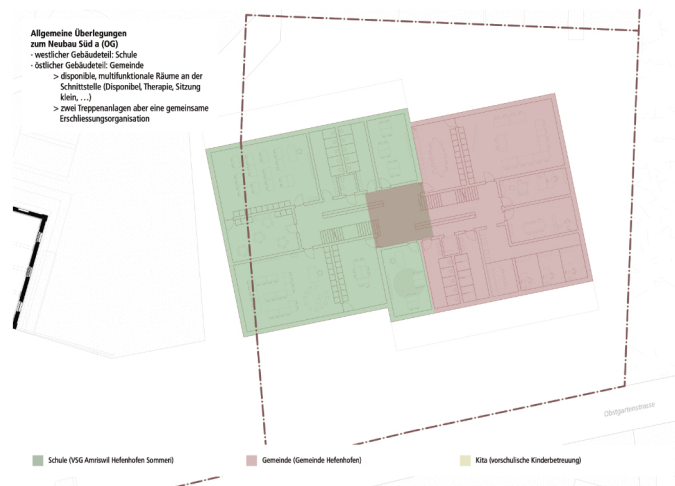 Allgemeine Überlegungen
zum Neubau Süd a (OG)
- westlicher Gebäudeteil: Schule
- östlicher Gebäudeteil: Gemeinde
> disponible, multifunktionale Räume an der
Schnittstelle (Disponibel, Therapie, Sitzung
klein, …)
> zwei Treppenanlagen aber eine gemeinsame
Erschliessungsorganisation
Obstgartenstrasse
Schule (VSG Amriswil Hefenhofen Sommeri)
Gemeinde (Gemeinde Hefenhofen)
Kita (vorschulische Kinderbetreuung)